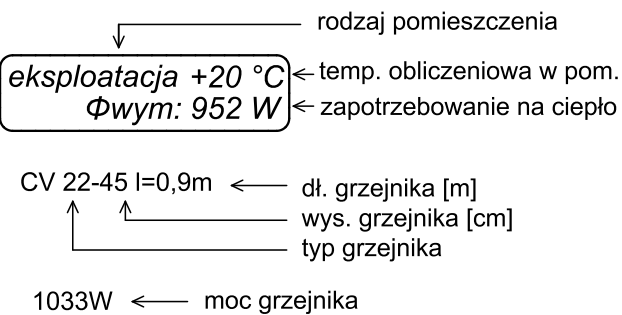 rodzaj pomieszczenia
eksploatacja +20 °C
temp. obliczeniowa w pom.
Φwym: 952 W
zapotrzebowanie na ciepło
CV 22-45 l=0,9m
dł. grzejnika [m]
wys. grzejnika [cm]
typ grzejnika
1033W
moc grzejnika